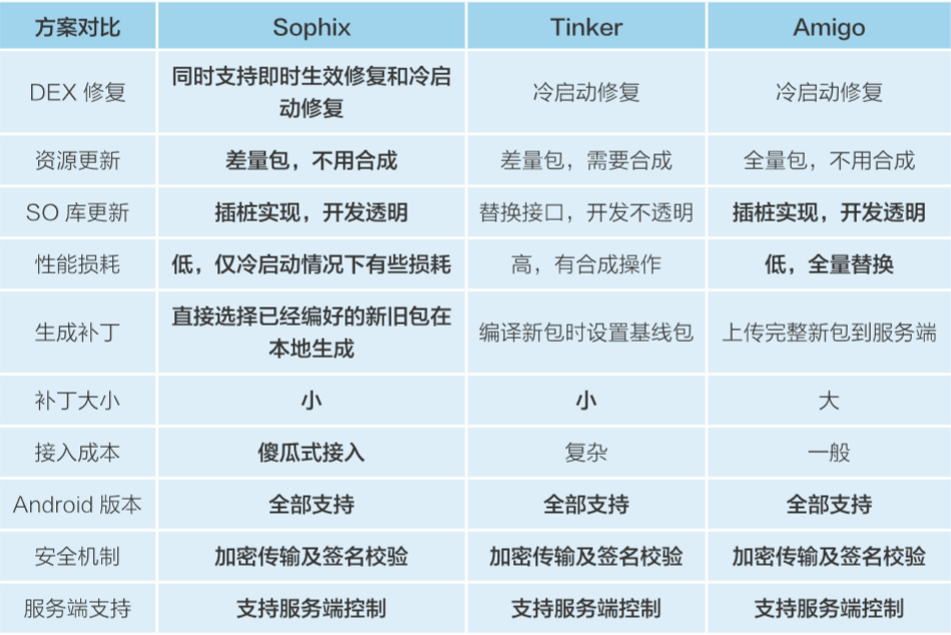 方案对比 Sophix Tinker Amigo
DEX 修复 同时支持即时生效修复和冷启动修复 冷启动修复 冷启动修复
资源更新 差量包，不用合成 差量包，需要合成 全量包，不用合成
SO 库更新 插桩实现，开发透明 替换接口，开发不透明 插桩实现，开发透明
性能损耗 低，仅冷启动情况下有些损耗 高，有合成操作 低，全量替换
生成补丁 直接选择已经编好的新旧包在本地生成 编译新包时设置基线包 上传完整新包到服务端
补丁大小 小 小 大
接入成本 傻瓜式接入 复杂 一般
Android 版本 全部支持 全部支持 全部支持
安全机制 加密传输及签名校验 加密传输及签名校验 加密传输及签名校验
服务端支持 支持服务端控制 支持服务端控制 支持服务端控制